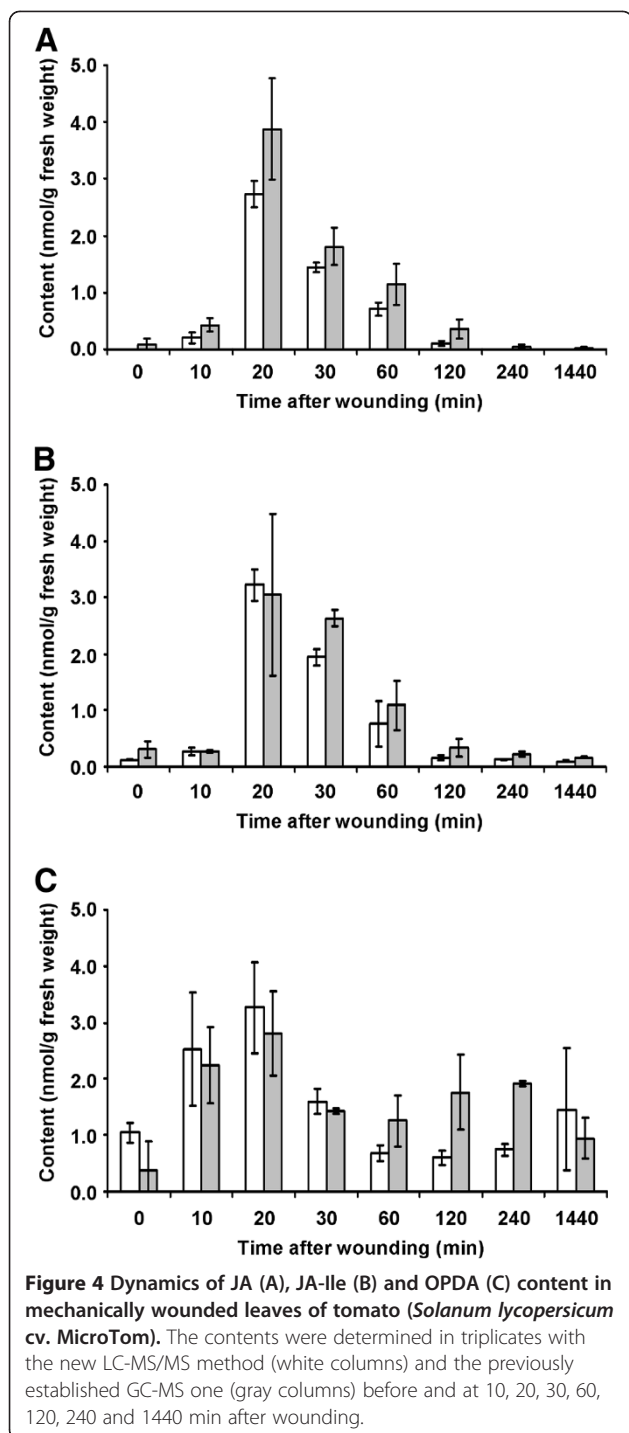 A
Content (nmol/g fresh weight)
5.0
4.0
3.0
2.0
1.0
0.0
0 10 20 30 60 120 240 1440
Time after wounding (min)
B
Content (nmol/g fresh weight)
5.0
4.0
3.0
2.0
1.0
0.0
0 10 20 30 60 120 240 1440
Time after wounding (min)
C
Content (nmol/g fresh weight)
5.0
4.0
3.0
2.0
1.0
0.0
0 10 20 30 60 120 240 1440
Time after wounding (min)
Figure 4 Dynamics of JA (A), JA-Ile (B) and OPDA (C) content in
mechanically wounded leaves of tomato (Solanum lycopersicum
cv. MicroTom). The contents were determined in triplicates with
the new LC-MS/MS method (white columns) and the previously
established GC-MS one (gray columns) before and at 10, 20, 30, 60,
120, 240 and 1440 min after wounding.